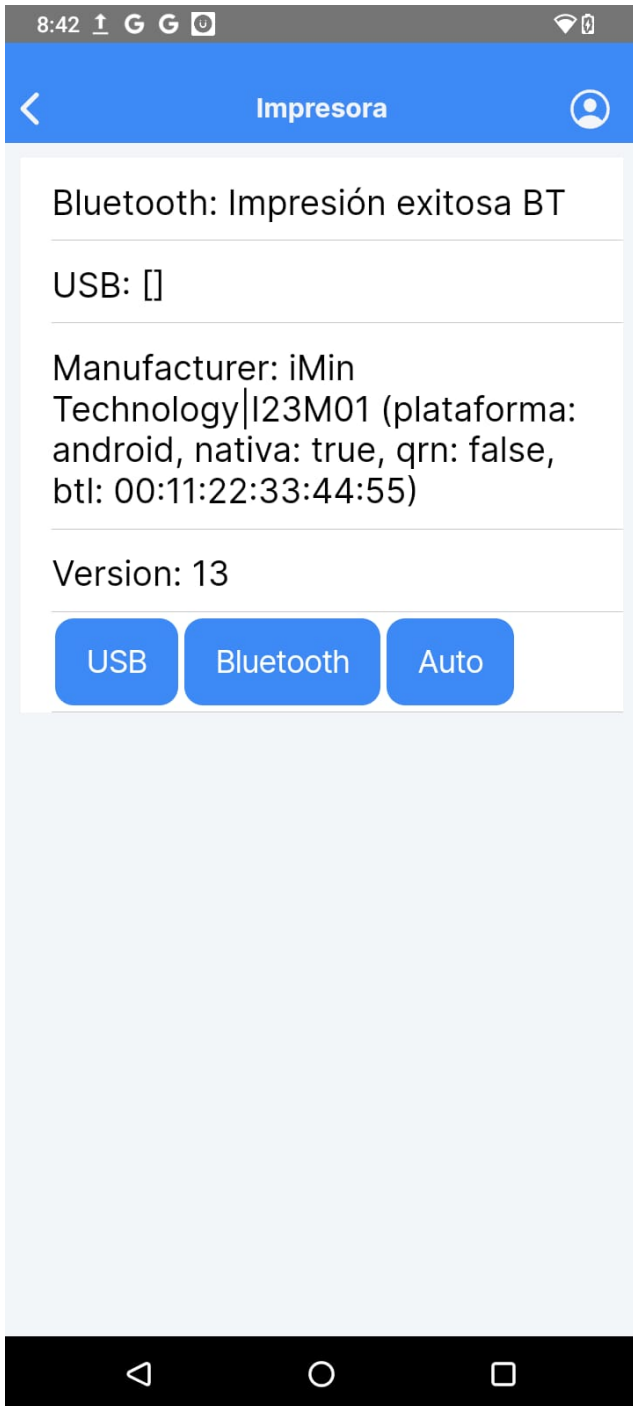 8:42 G G
Impresora
Bluetooth: Impresión exitosa BT
USB: []
Manufacturer: iMin
Technology|I23M01 (plataforma:
android, nativa: true, qrn: false,
btl: 00:11:22:33:44:55)
Version: 13
USB Bluetooth Auto